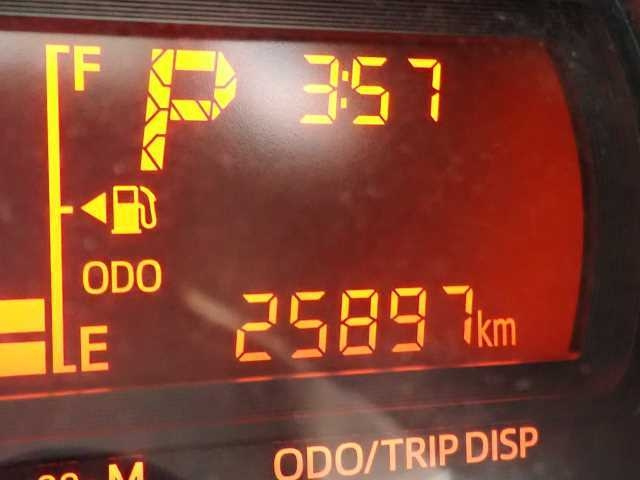 F
P 3:57
ODO
E 25897km
ODO/TRIP DISP
M